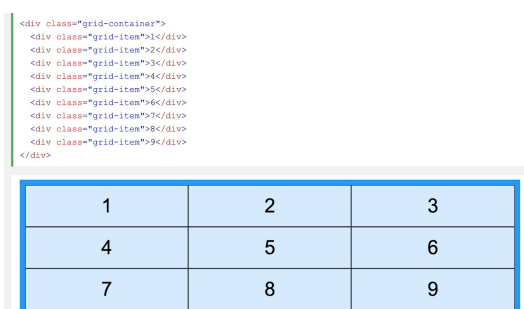 <div class="grid-container">
<div class="grid-item">1</div>
<div class="grid-item">2</div>
<div class="grid-item">3</div>
<div class="grid-item">4</div>
<div class="grid-item">5</div>
<div class="grid-item">6</div>
<div class="grid-item">7</div>
<div class="grid-item">8</div>
<div class="grid-item">9</div>
</div>
1 2 3
4 5 6
7 8 9